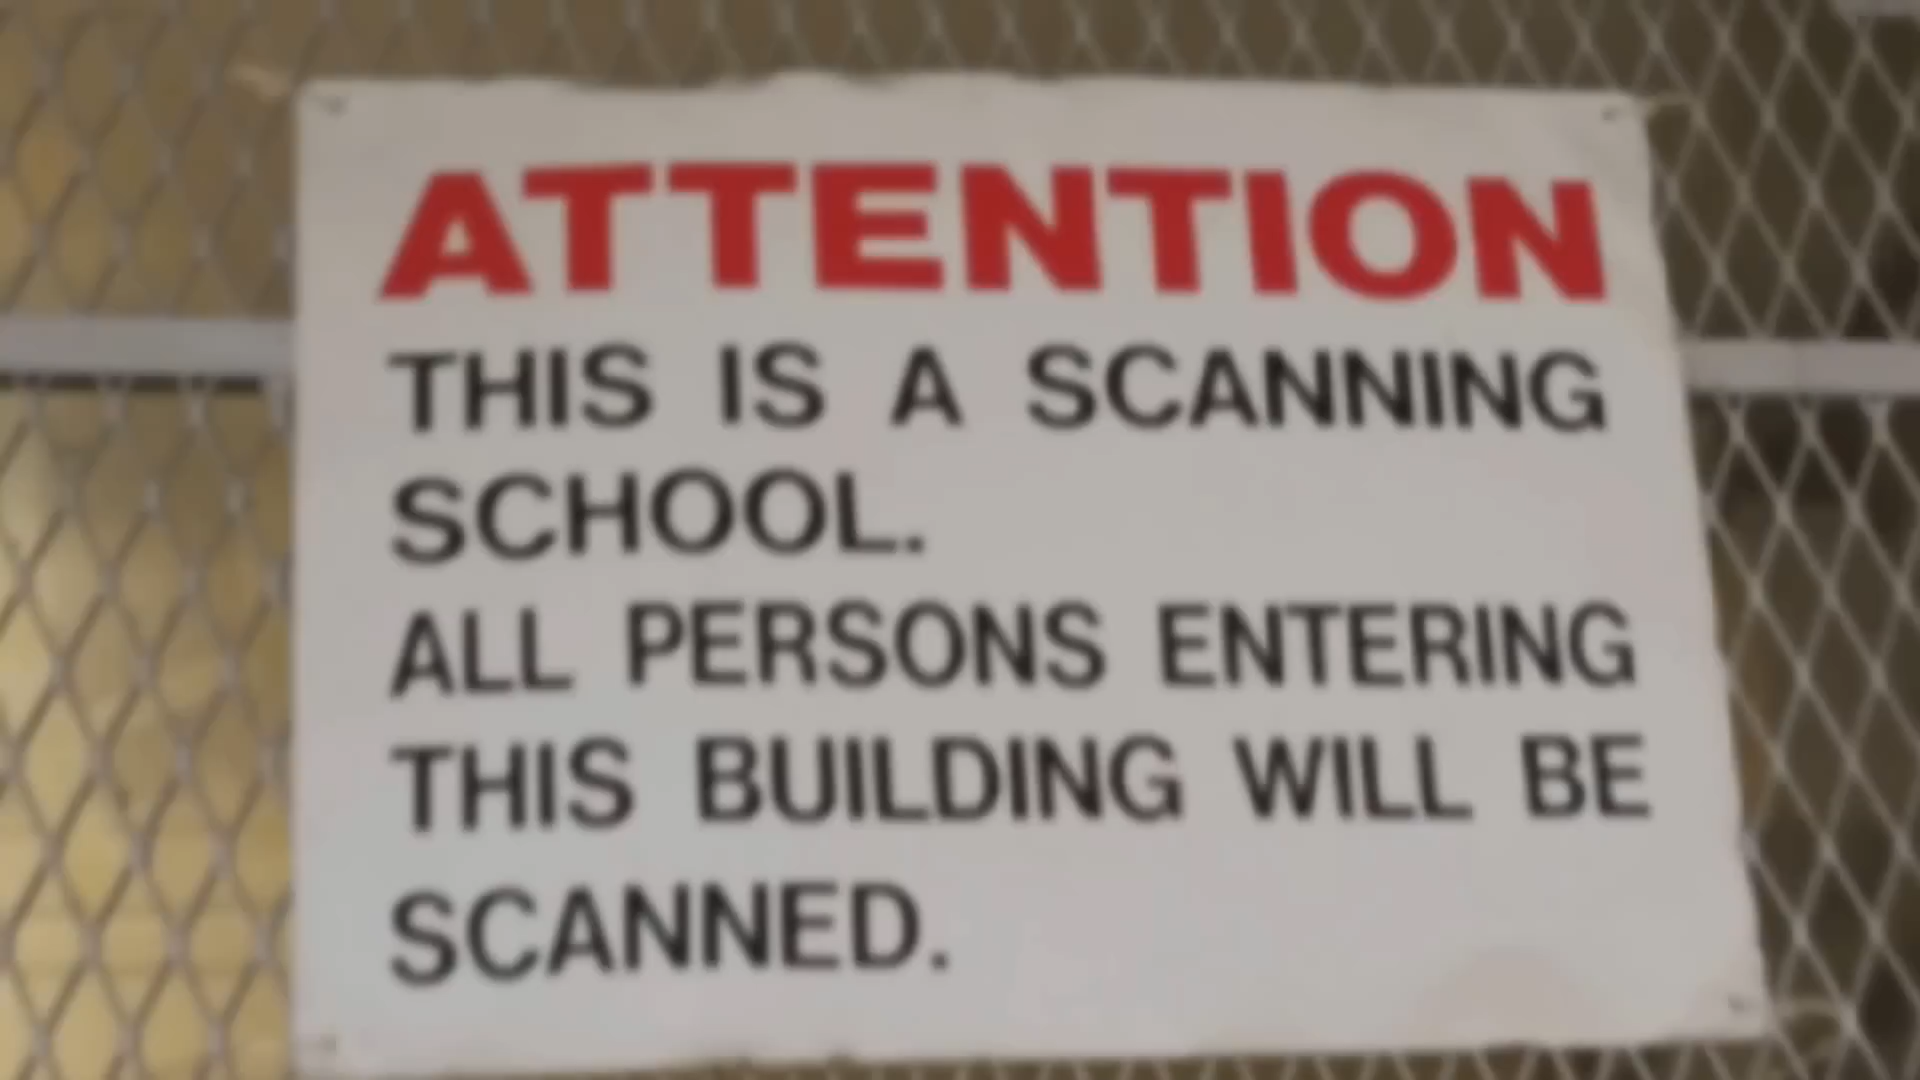 ATTENTION
THIS IS A SCANNING
SCHOOL.
ALL PERSONS ENTERING
THIS BUILDING WILL BE
SCANNED.